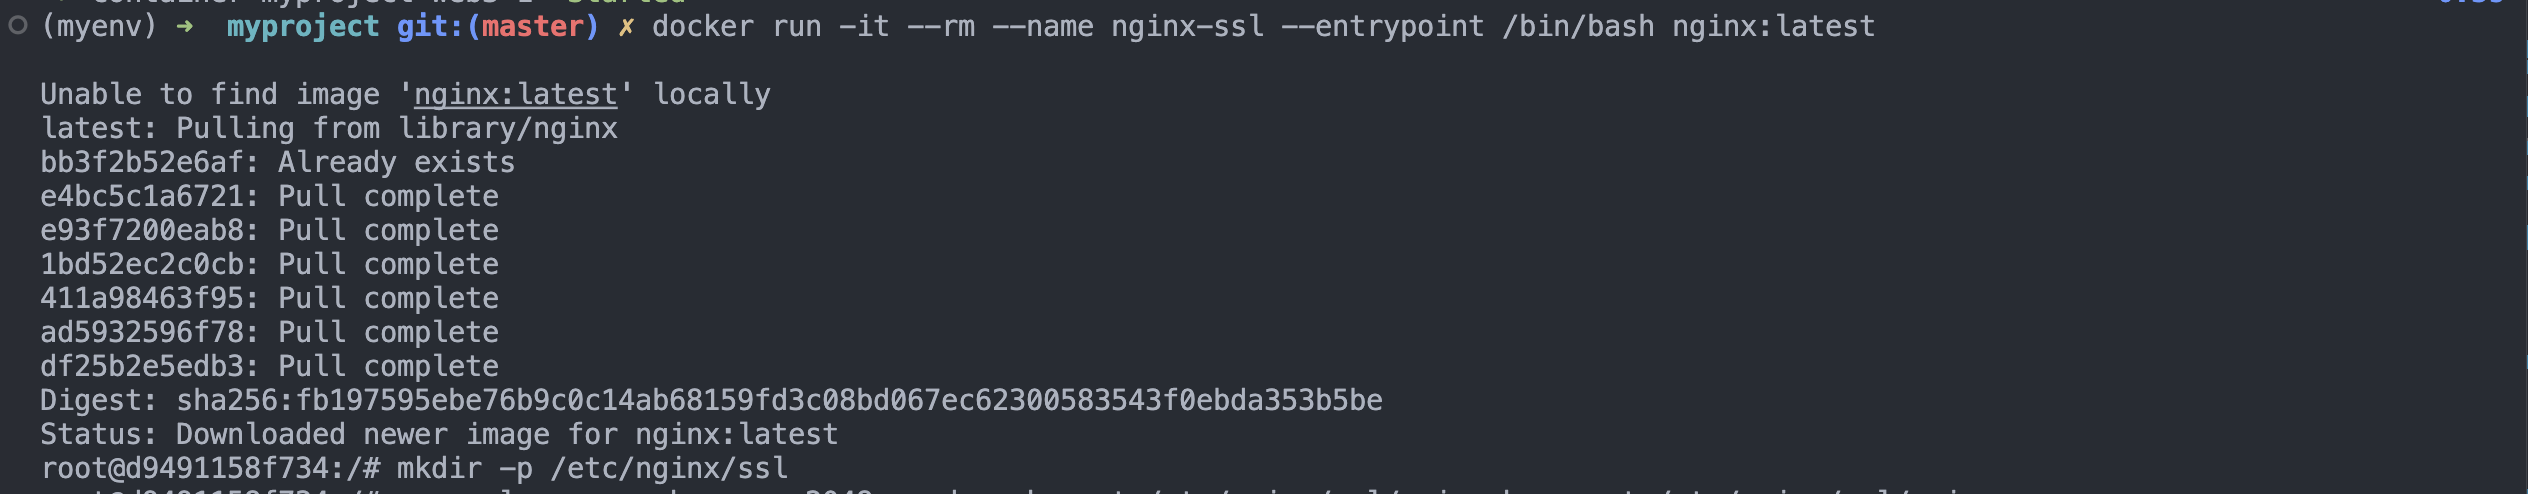 (myenv) ➜ myproject git:(master) ✗ docker run -it --rm --name nginx-ssl --entrypoint /bin/bash nginx:latest
Unable to find image 'nginx:latest' locally
latest: Pulling from library/nginx
bb3f2b52e6af: Already exists
e4bc5c1a6721: Pull complete
e93f7200eab8: Pull complete
1bd52ec2c0cb: Pull complete
411a98463f95: Pull complete
ad5932596f78: Pull complete
df25b2e5edb3: Pull complete
Digest: sha256:fb197595ebe76b9c0c14ab68159fd3c08bd067ec62300583543f0ebda353b5be
Status: Downloaded newer image for nginx:latest
root@d9491158f734:/# mkdir -p /etc/nginx/ssl